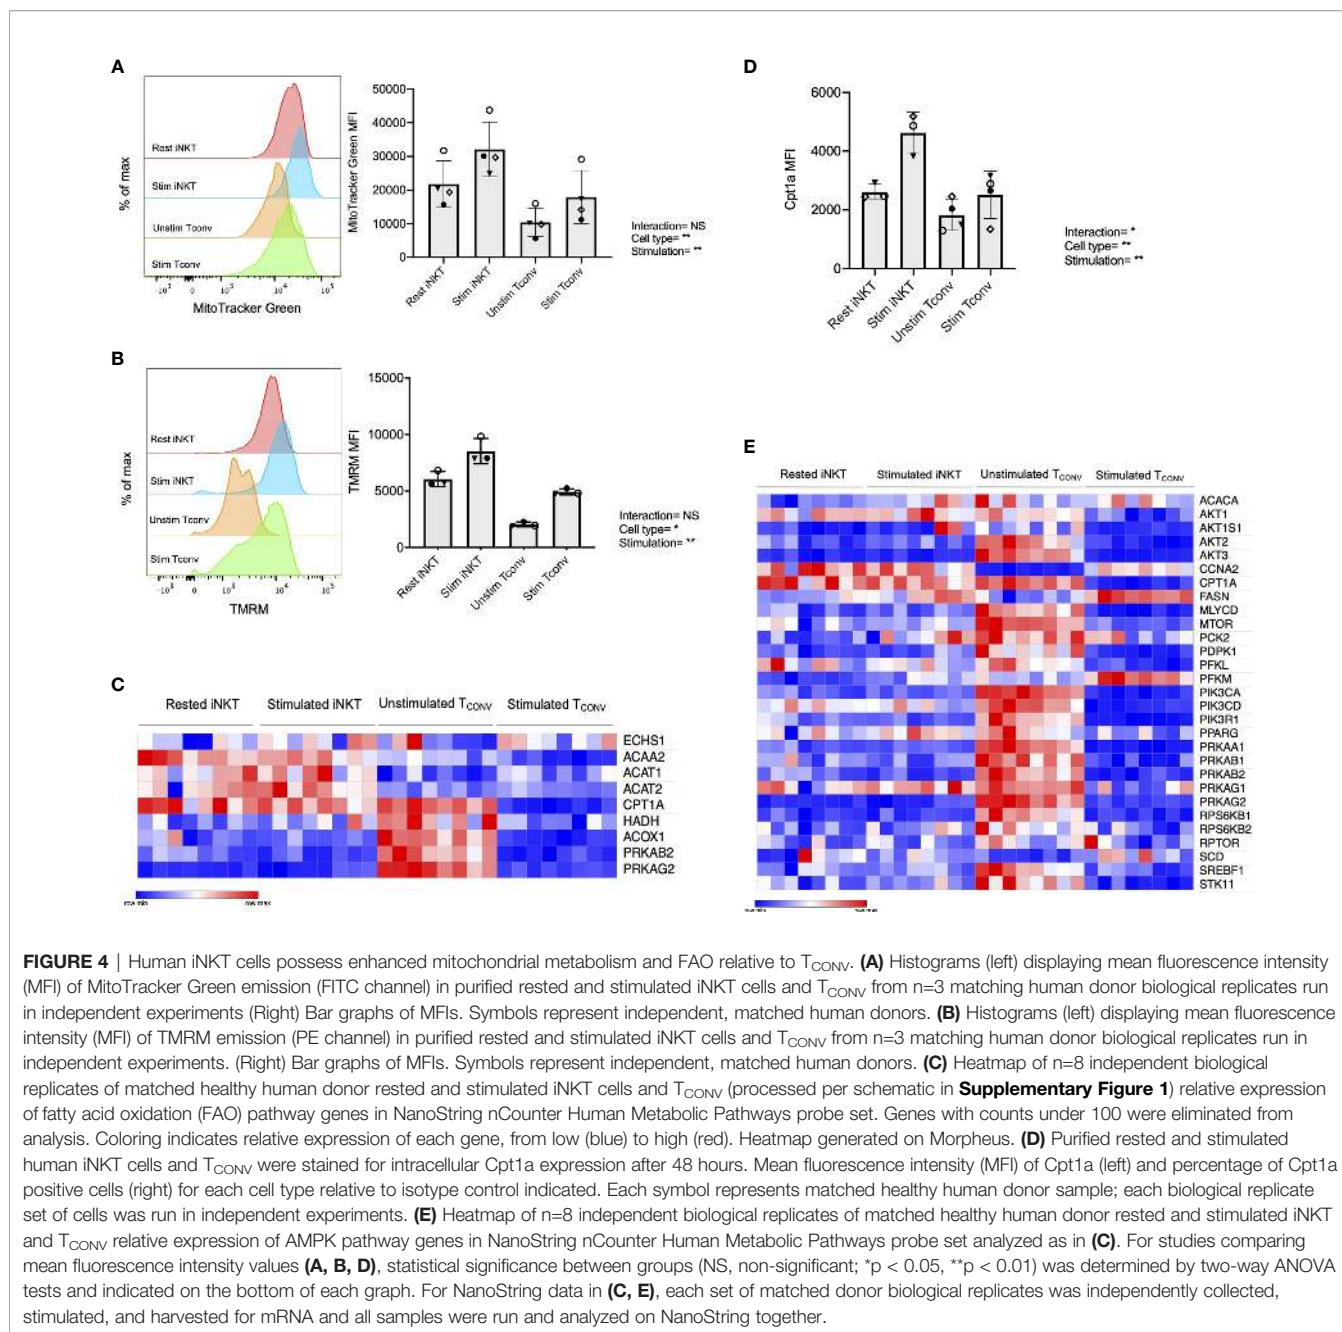 A
Rest iNKT
Stim iNKT
Unstim Tconv
Stim Tconv
% of max
-10³ 0 10³ 10⁴ 10⁵
MitoTracker Green
MitoTracker Green MFI
50000
40000
30000
20000
10000
0
Rest iNKT
Stim iNKT
Unstim Tconv
Stim Tconv
Interaction= NS
Cell type= **
Stimulation= **
D
Cpt1a MFI
6000
4000
2000
0
Rest iNKT
Stim iNKT
Unstim Tconv
Stim Tconv
Interaction= *
Cell type= **
Stimulation= **
B
Rest iNKT
Stim iNKT
Unstim Tconv
Stim Tconv
% of max
-10³ 0 10³ 10⁴ 10⁵
TMRM
TMRM MFI
15000
10000
5000
0
Rest iNKT
Stim iNKT
Unstim Tconv
Stim Tconv
Interaction= NS
Cell type= *
Stimulation= **
C
Rested iNKT Stimulated iNKT Unstimulated TCONV Stimulated TCONV
ECHS1
ACAA2
ACAT1
ACAT2
CPT1A
HADH
ACOX1
PRKAB2
PRKAG2
row min row max
E
Rested iNKT Stimulated iNKT Unstimulated TCONV Stimulated TCONV
ACACA
AKT1
AKT1S1
AKT2
AKT3
CCNA2
CPT1A
FASN
MLYCD
MTOR
PCK2
PDPK1
PFKL
PFKM
PIK3CA
PIK3CD
PIK3R1
PPARG
PRKAA1
PRKAB1
PRKAB2
PRKAG1
PRKAG2
RPS6KB1
RPS6KB2
RPTOR
SCD
SREBF1
STK11
row min row max
FIGURE 4 | Human iNKT cells possess enhanced mitochondrial metabolism and FAO relative to TCONV. (A) Histograms (left) displaying mean fluorescence intensity
(MFI) of MitoTracker Green emission (FITC channel) in purified rested and stimulated iNKT cells and TCONV from n=3 matching human donor biological replicates run
in independent experiments (Right) Bar graphs of MFIs. Symbols represent independent, matched human donors. (B) Histograms (left) displaying mean fluorescence
intensity (MFI) of TMRM emission (PE channel) in purified rested and stimulated iNKT cells and TCONV from n=3 matching human donor biological replicates run in
independent experiments. (Right) Bar graphs of MFIs. Symbols represent independent, matched human donors. (C) Heatmap of n=8 independent biological
replicates of matched healthy human donor rested and stimulated iNKT cells and TCONV (processed per schematic in Supplementary Figure 1) relative expression
of fatty acid oxidation (FAO) pathway genes in NanoString nCounter Human Metabolic Pathways probe set. Genes with counts under 100 were eliminated from
analysis. Coloring indicates relative expression of each gene, from low (blue) to high (red). Heatmap generated on Morpheus. (D) Purified rested and stimulated
human iNKT cells and TCONV were stained for intracellular Cpt1a expression after 48 hours. Mean fluorescence intensity (MFI) of Cpt1a (left) and percentage of Cpt1a
positive cells (right) for each cell type relative to isotype control indicated. Each symbol represents matched healthy human donor sample; each biological replicate
set of cells was run in independent experiments. (E) Heatmap of n=8 independent biological replicates of matched healthy human donor rested and stimulated iNKT
and TCONV relative expression of AMPK pathway genes in NanoString nCounter Human Metabolic Pathways probe set analyzed as in (C). For studies comparing
mean fluorescence intensity values (A, B, D), statistical significance between groups (NS, non-significant; *p < 0.05, **p < 0.01) was determined by two-way ANOVA
tests and indicated on the bottom of each graph. For NanoString data in (C, E), each set of matched donor biological replicates was independently collected,
stimulated, and harvested for mRNA and all samples were run and analyzed on NanoString together.